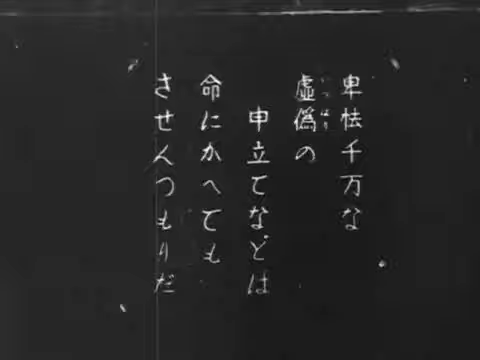 卑怯千万な
虚偽の
申立てなどは
命にかへても
させんつもりだ